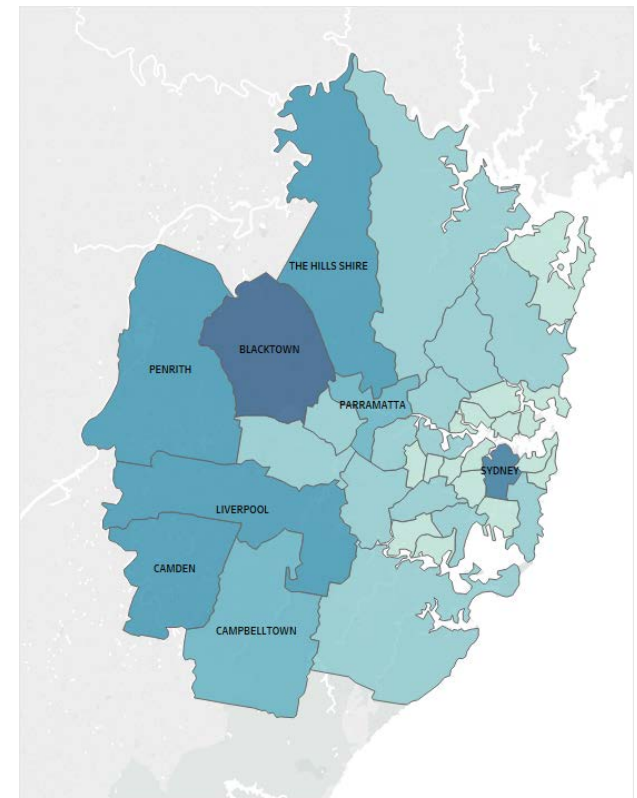 THE HILLS SHIRE
BLACKTOWN
PENRITH
PARRAMATTA
SYDNEY
LIVERPOOL
CAMDEN
CAMPBELLTOWN